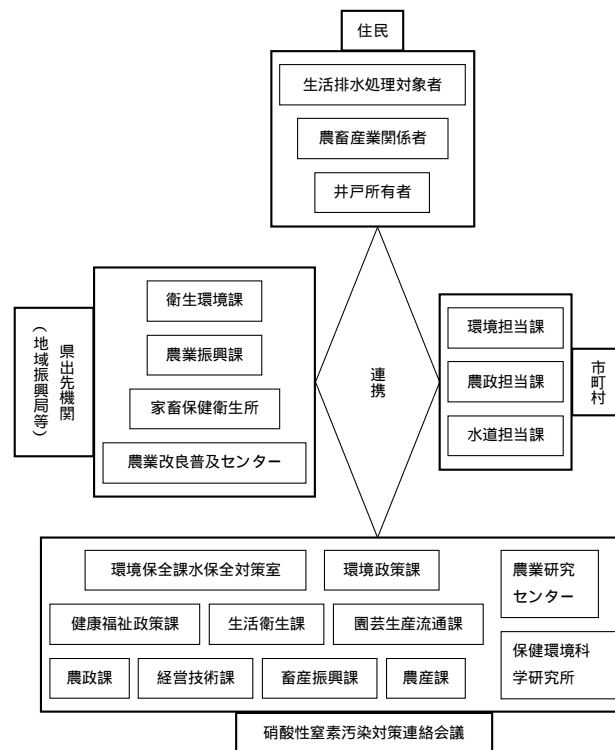 住民
生活排水処理対象者
農畜産業関係者
井戸所有者
県出先機関
(地域振興局等)
衛生環境課
農業振興課
家畜保健衛生所
農業改良普及センター
連携
環境担当課
農政担当課
水道担当課
市町村
環境保全課水保全対策室
環境政策課
健康福祉政策課
生活衛生課
園芸生産流通課
農政課
経営技術課
畜産振興課
農産課
農業研究
センター
保健環境科
学研究所
硝酸性窒素汚染対策連絡会議